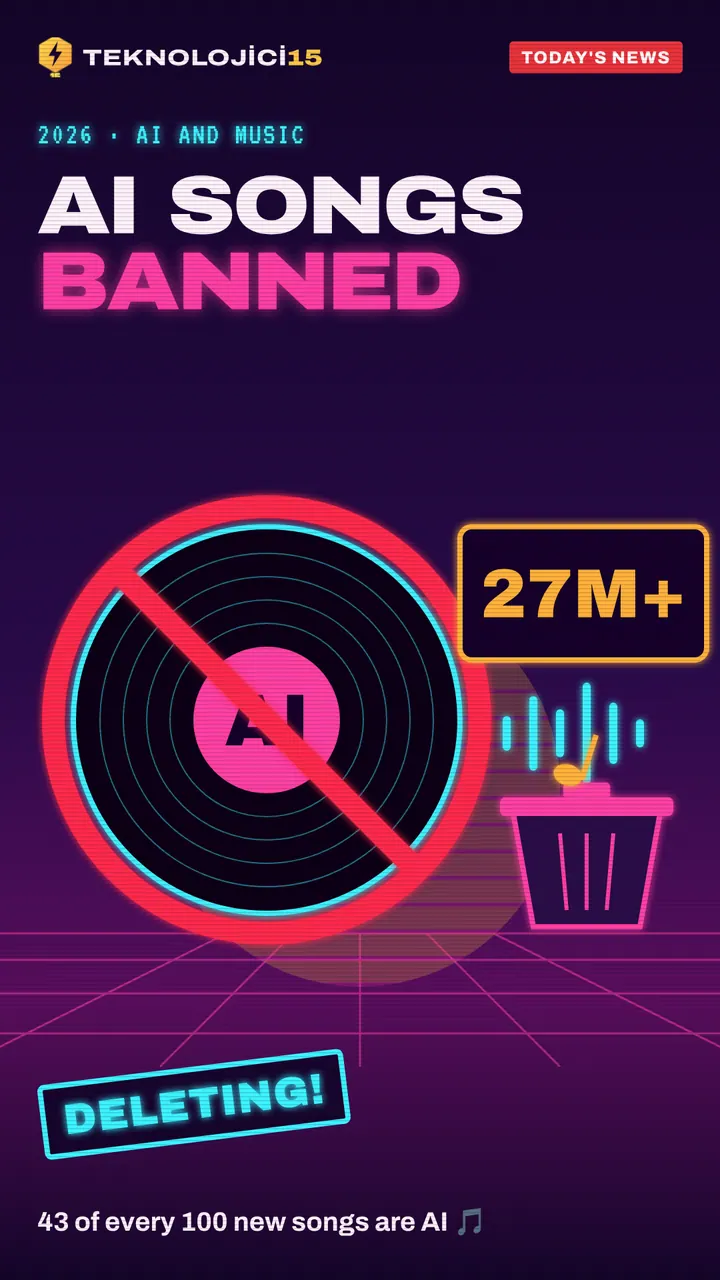 TEKNOLOJİCİ15
TODAY'S NEWS
2026 · AI AND MUSIC
AI SONGS
BANNED
27M+
AI
DELETING!
43 of every 100 new songs are AI 🎵